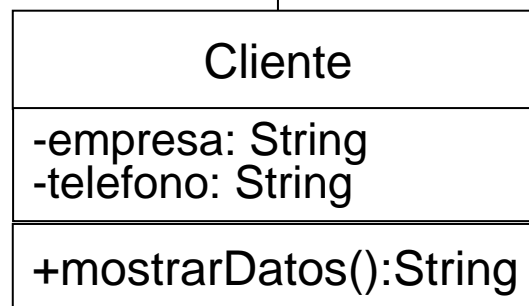 Cliente
-empresa: String
-telefono: String
+mostrarDatos():String